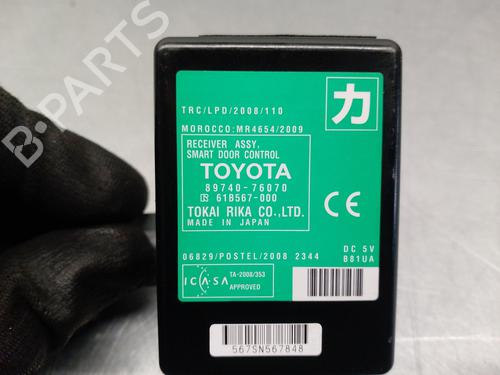 TRC/LPD/2008/110
力
MOROCCO:MR4654/2009
RECEIVER ASSY,
SMART DOOR CONTROL
TOYOTA
89740-76070
61B567-000
TOKAI RIKA CO.,LTD.
MADE IN JAPAN
CE
06829/POSTEL/2008 2344
DC 5V
B81UA
ICASA
TA-2008/353
APPROVED
567SN567848
B-PARTS